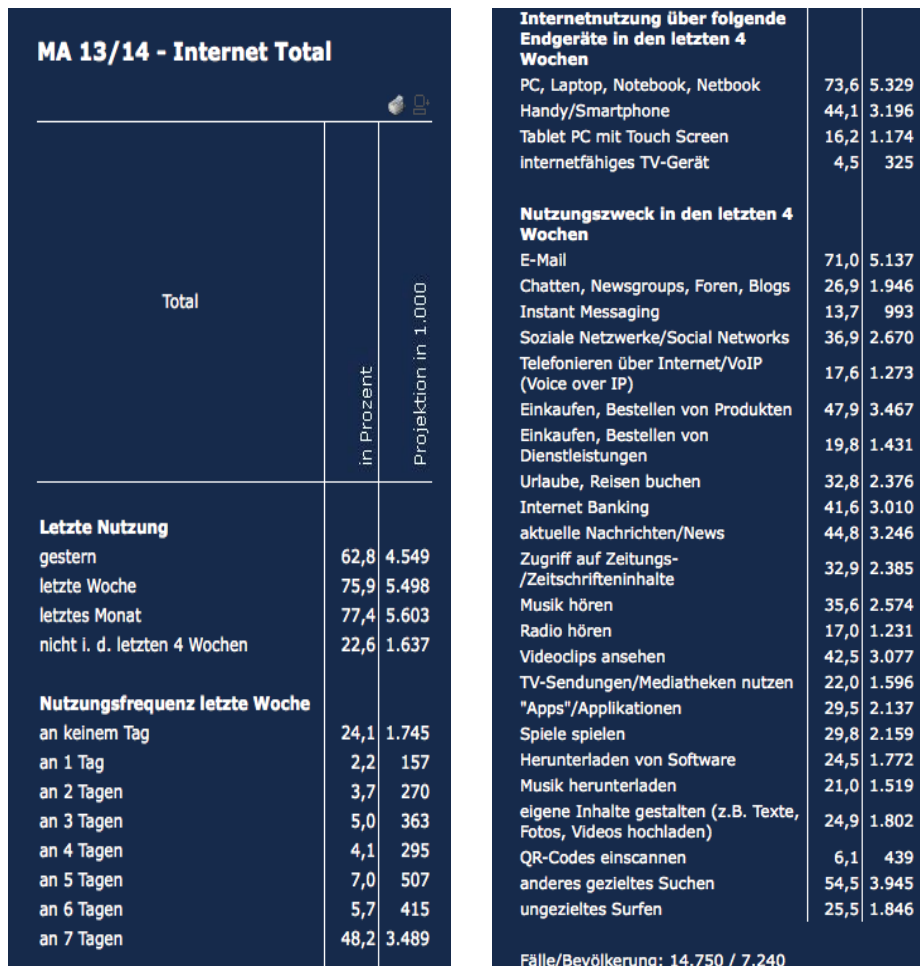 MA 13/14 - Internet Total
Total
in Prozent
Projektion in 1.000
Letzte Nutzung
gestern 62,8 4.549
letzte Woche 75,9 5.498
letztes Monat 77,4 5.603
nicht i. d. letzten 4 Wochen 22,6 1.637
Nutzungsfrequenz letzte Woche
an keinem Tag 24,1 1.745
an 1 Tag 2,2 157
an 2 Tagen 3,7 270
an 3 Tagen 5,0 363
an 4 Tagen 4,1 295
an 5 Tagen 7,0 507
an 6 Tagen 5,7 415
an 7 Tagen 48,2 3.489
Internetnutzung über folgende
Endgeräte in den letzten 4
Wochen
PC, Laptop, Notebook, Netbook 73,6 5.329
Handy/Smartphone 44,1 3.196
Tablet PC mit Touch Screen 16,2 1.174
internetfähiges TV-Gerät 4,5 325
Nutzungszweck in den letzten 4
Wochen
E-Mail 71,0 5.137
Chatten, Newsgroups, Foren, Blogs 26,9 1.946
Instant Messaging 13,7 993
Soziale Netzwerke/Social Networks 36,9 2.670
Telefonieren über Internet/VoIP
(Voice over IP) 17,6 1.273
Einkaufen, Bestellen von Produkten 47,9 3.467
Einkaufen, Bestellen von
Dienstleistungen 19,8 1.431
Urlaube, Reisen buchen 32,8 2.376
Internet Banking 41,6 3.010
aktuelle Nachrichten/News 44,8 3.246
Zugriff auf Zeitungs-
/Zeitschrifteninhalte 32,9 2.385
Musik hören 35,6 2.574
Radio hören 17,0 1.231
Videoclips ansehen 42,5 3.077
TV-Sendungen/Mediatheken nutzen 22,0 1.596
"Apps"/Applikationen 29,5 2.137
Spiele spielen 29,8 2.159
Herunterladen von Software 24,5 1.772
Musik herunterladen 21,0 1.519
eigene Inhalte gestalten (z.B. Texte,
Fotos, Videos hochladen) 24,9 1.802
QR-Codes einscannen 6,1 439
anderes gezieltes Suchen 54,5 3.945
ungezieltes Surfen 25,5 1.846
Fälle/Bevölkerung: 14.750 / 7.240